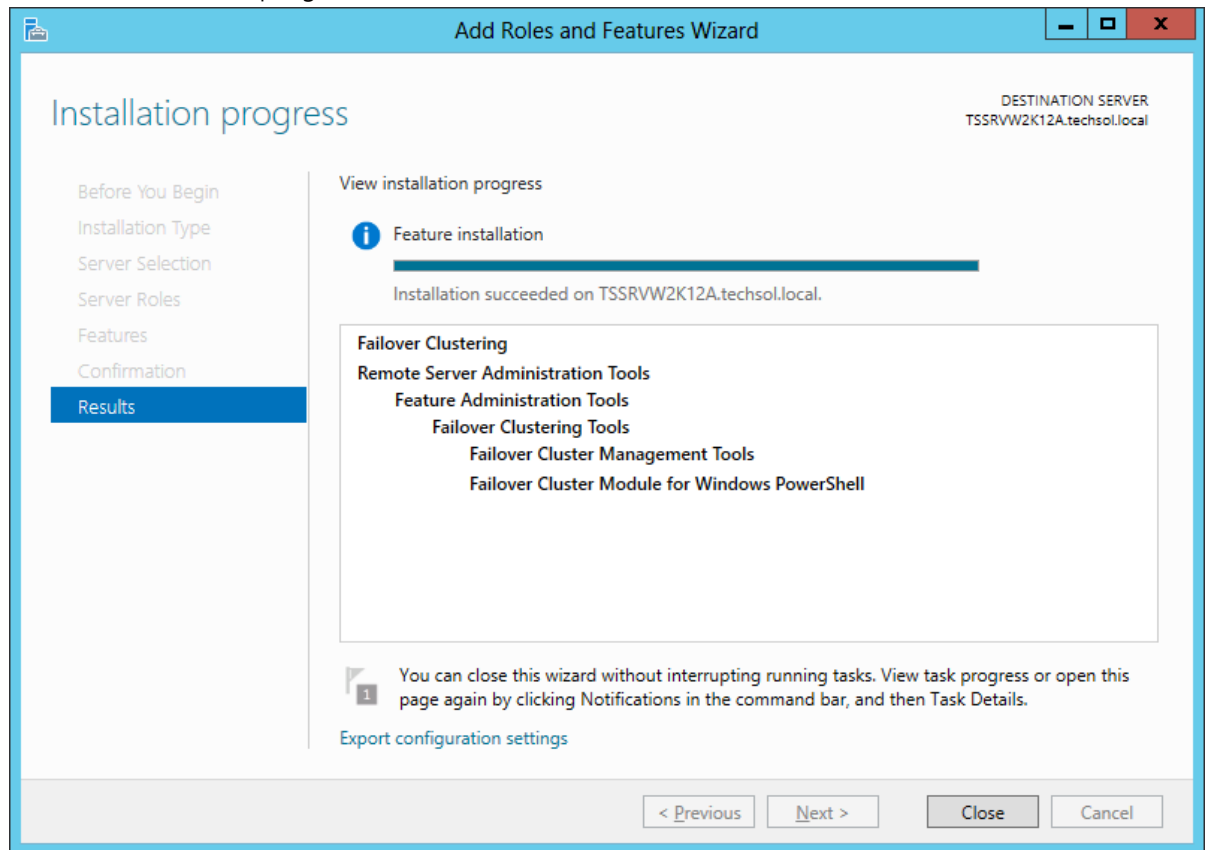 Add Roles and Features Wizard
Installation progress
DESTINATION SERVER
TSSRVW2K12A.techsol.local
Before You Begin
Installation Type
Server Selection
Server Roles
Features
Confirmation
Results
View installation progress
Feature installation
Installation succeeded on TSSRVW2K12A.techsol.local.
Failover Clustering
Remote Server Administration Tools
Feature Administration Tools
Failover Clustering Tools
Failover Cluster Management Tools
Failover Cluster Module for Windows PowerShell
1
You can close this wizard without interrupting running tasks. View task progress or open this
page again by clicking Notifications in the command bar, and then Task Details.
Export configuration settings
< Previous
Next >
Close
Cancel